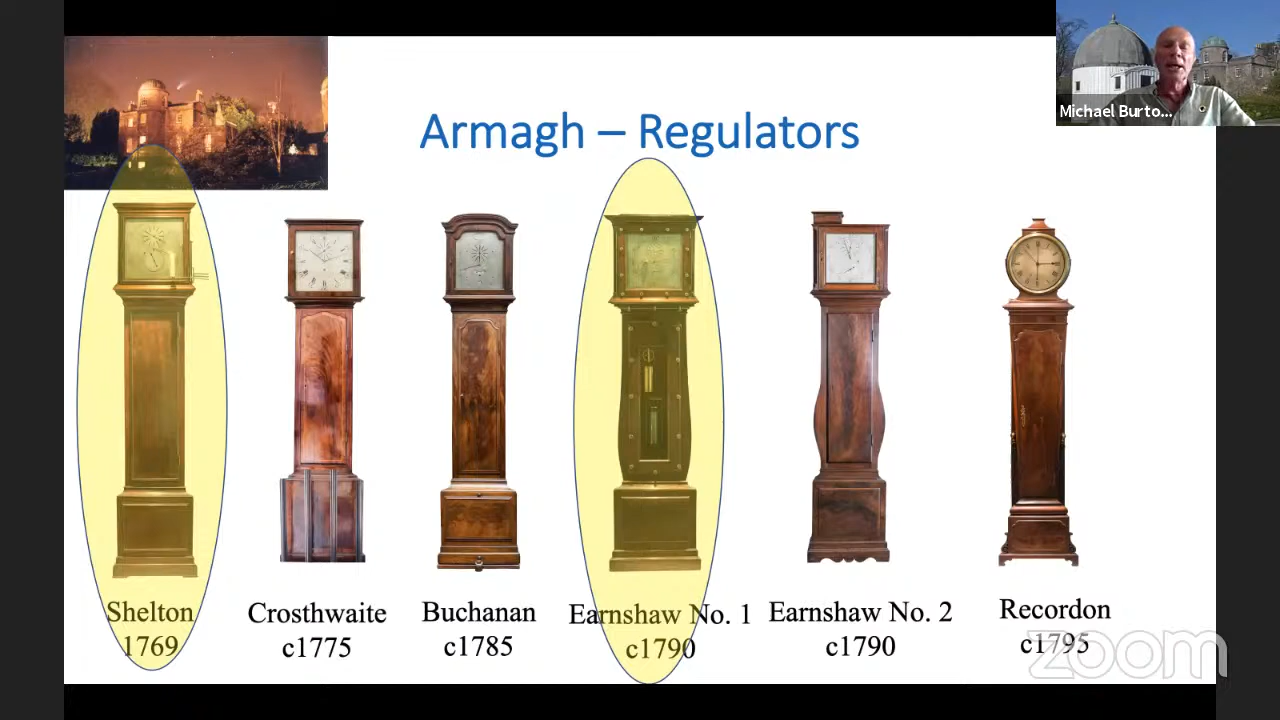 Michael Burto...
Armagh – Regulators
Shelton
1769
Crosthwaite
c1775
Buchanan
c1785
Earnshaw No. 1
c1790
Earnshaw No. 2
c1790
Recordon
c1795
zoom